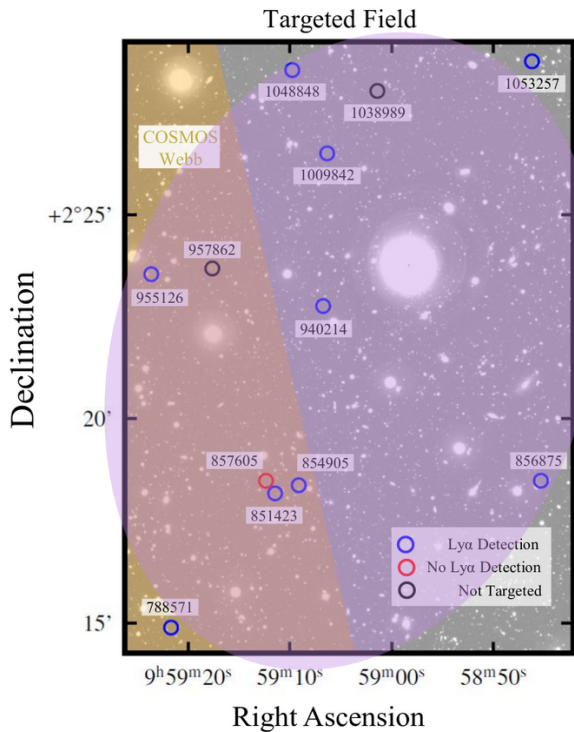 Targeted Field
1048848
1053257
1038989
COSMOS
Webb
1009842
+2°25'
957862
955126
940214
Declination
20'
857605
854905
856875
851423
Lyα Detection
No Lyα Detection
Not Targeted
788571
15'
9ʰ59ᵐ20ˢ
59ᵐ10ˢ
59ᵐ00ˢ
58ᵐ50ˢ
Right Ascension